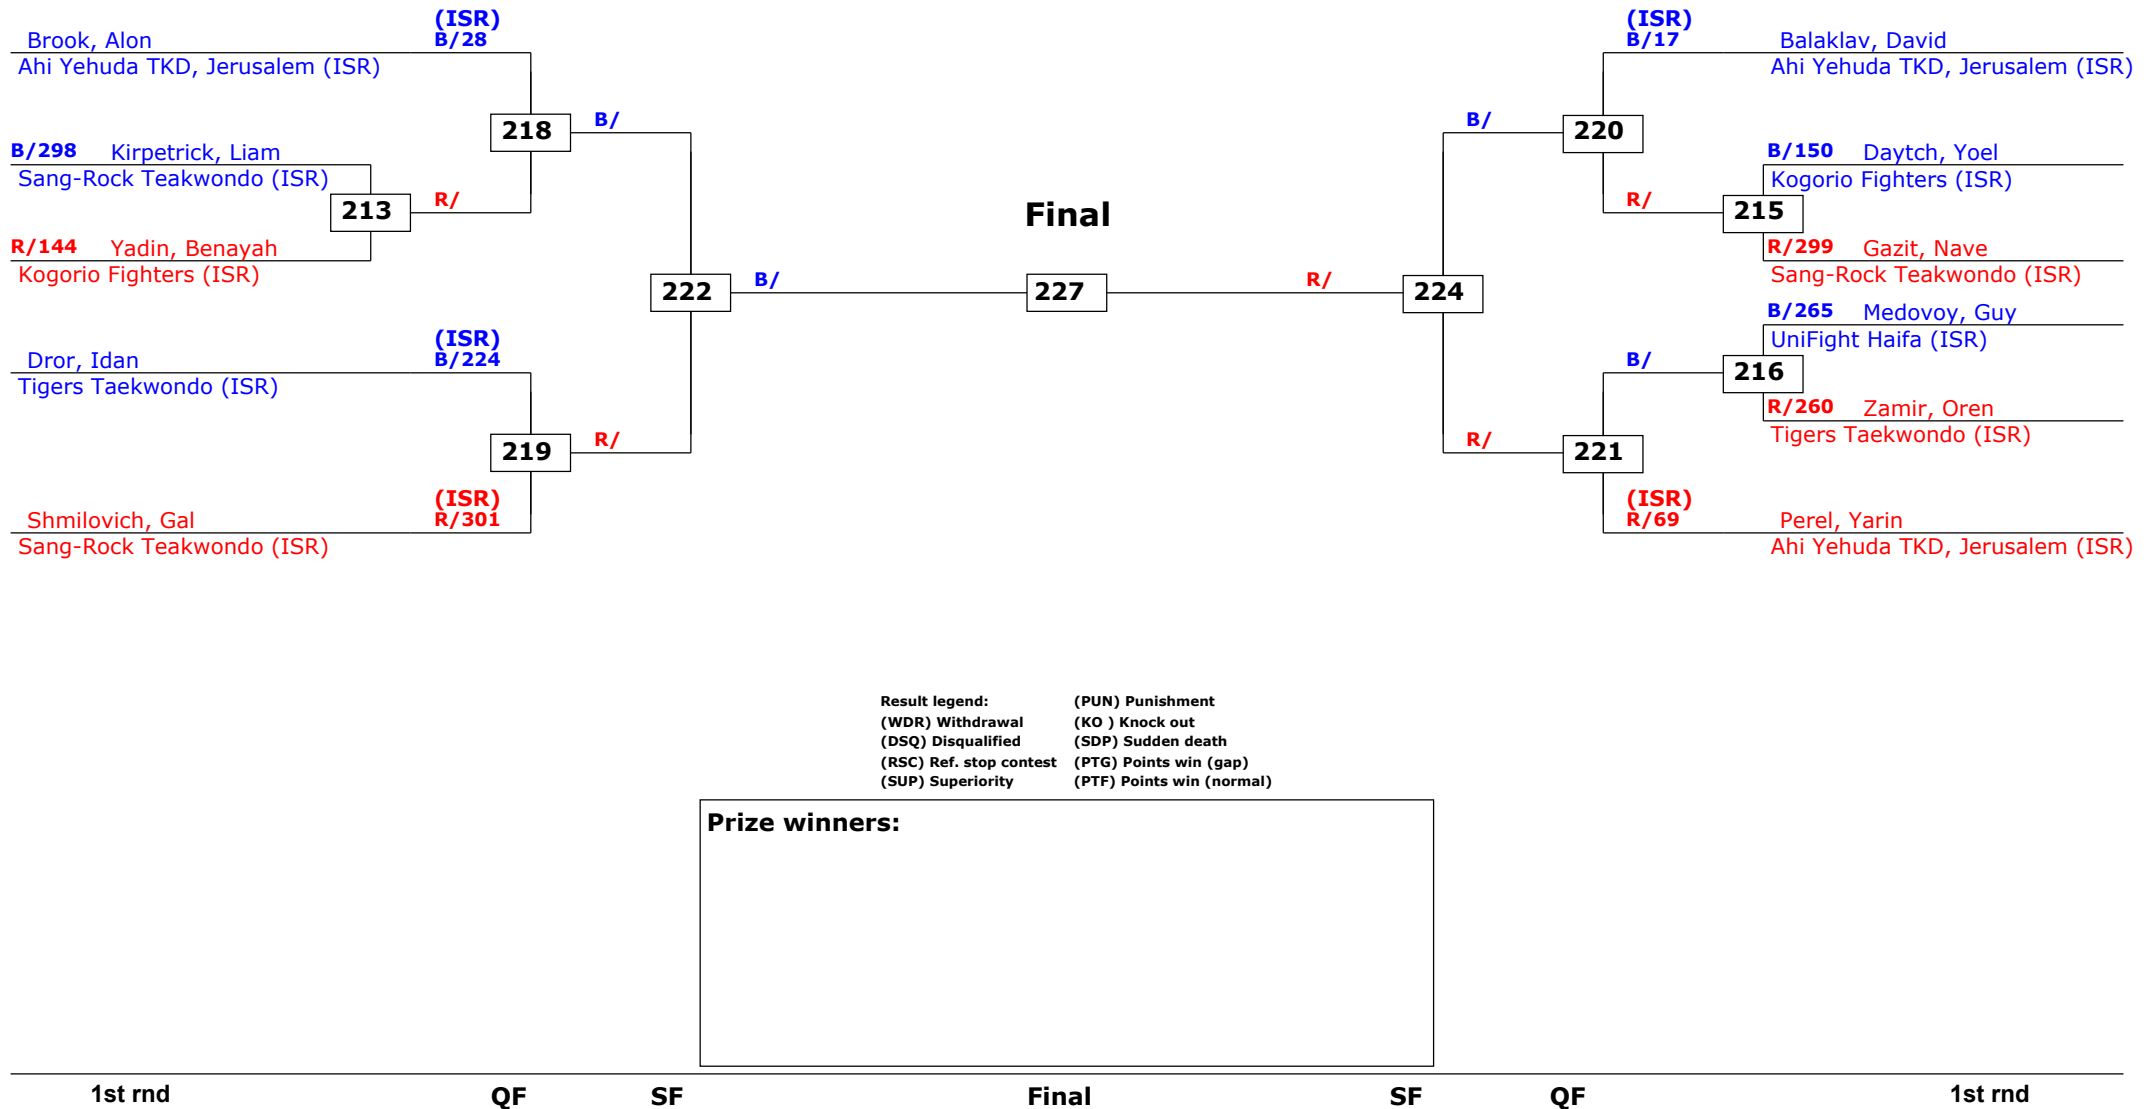 (ISR)
Brook, Alon B/28
Ahi Yehuda TKD, Jerusalem (ISR)
218
B/
B/298 Kirpetrick, Liam
Sang-Rock Teakwondo (ISR)
213
R/
R/144 Yadin, Benayah
Kogorio Fighters (ISR)
222
B/
(ISR)
Dror, Idan B/224
Tigers Taekwondo (ISR)
219
R/
(ISR)
Shmilovich, Gal R/301
Sang-Rock Teakwondo (ISR)
Final
227
(ISR)
B/17 Balaklav, David
Ahi Yehuda TKD, Jerusalem (ISR)
B/
220
B/150 Daytch, Yoel
Kogorio Fighters (ISR)
R/
215
R/299 Gazit, Nave
Sang-Rock Teakwondo (ISR)
R/
224
B/265 Medovoy, Guy
UniFight Haifa (ISR)
B/
216
R/260 Zamir, Oren
Tigers Taekwondo (ISR)
R/
221
(ISR)
R/69 Perel, Yarin
Ahi Yehuda TKD, Jerusalem (ISR)
Result legend: (PUN) Punishment
(WDR) Withdrawal (KO ) Knock out
(DSQ) Disqualified (SDP) Sudden death
(RSC) Ref. stop contest (PTG) Points win (gap)
(SUP) Superiority (PTF) Points win (normal)
Prize winners:
1st rnd QF SF Final SF QF 1st rnd